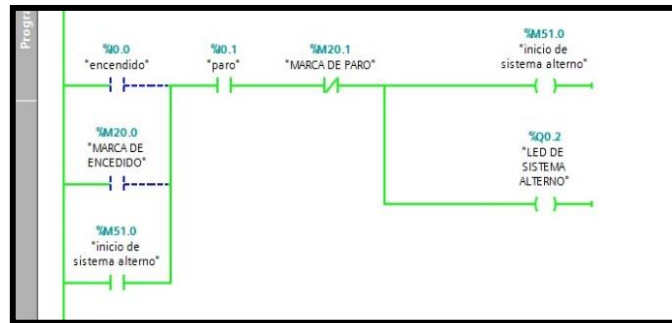 Progra
%I0.0
"encendido"
%I0.1
"paro"
%M20.1
"MARCA DE PARO"
%M51.0
"inicio de
sistema alterno"
%M20.0
"MARCA DE
ENCEDIDO"
%Q0.2
"LED DE
SISTEMA
ALTERNO"
%M51.0
"inicio de
sistema alterno"